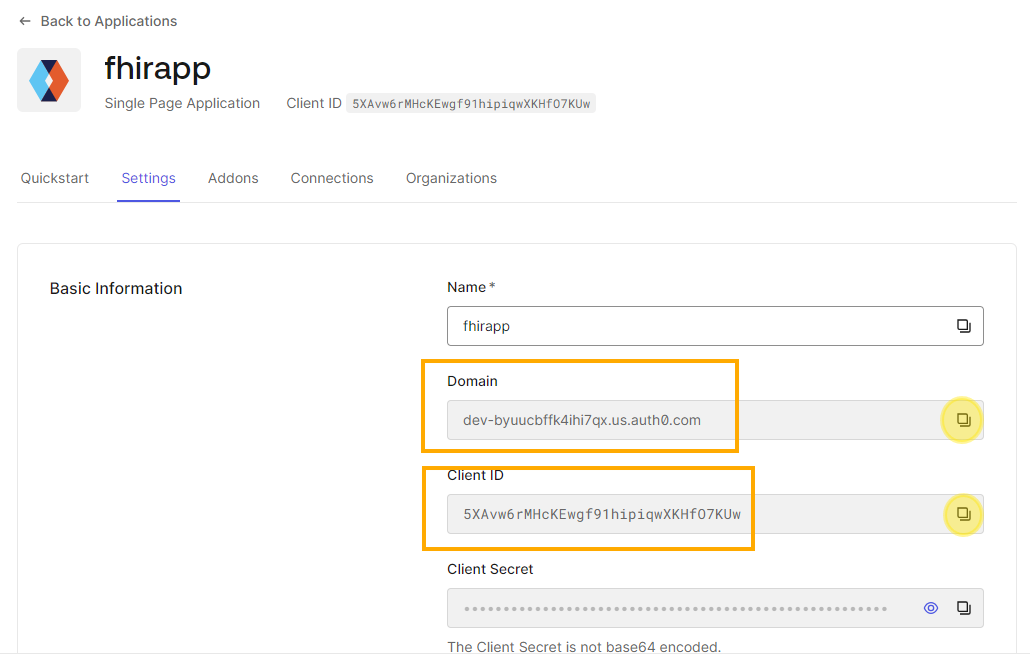 ← Back to Applications
fhirapp
Single Page Application Client ID 5XAvw6rMHcKEwgf91hipiqwXKHfO7KUw
Quickstart Settings Addons Connections Organizations
Basic Information
Name *
fhirapp
Domain
dev-byuucbffk4ihi7qx.us.auth0.com
Client ID
5XAvw6rMHcKEwgf91hipiqwXKHfO7KUw
Client Secret
The Client Secret is not base64 encoded.